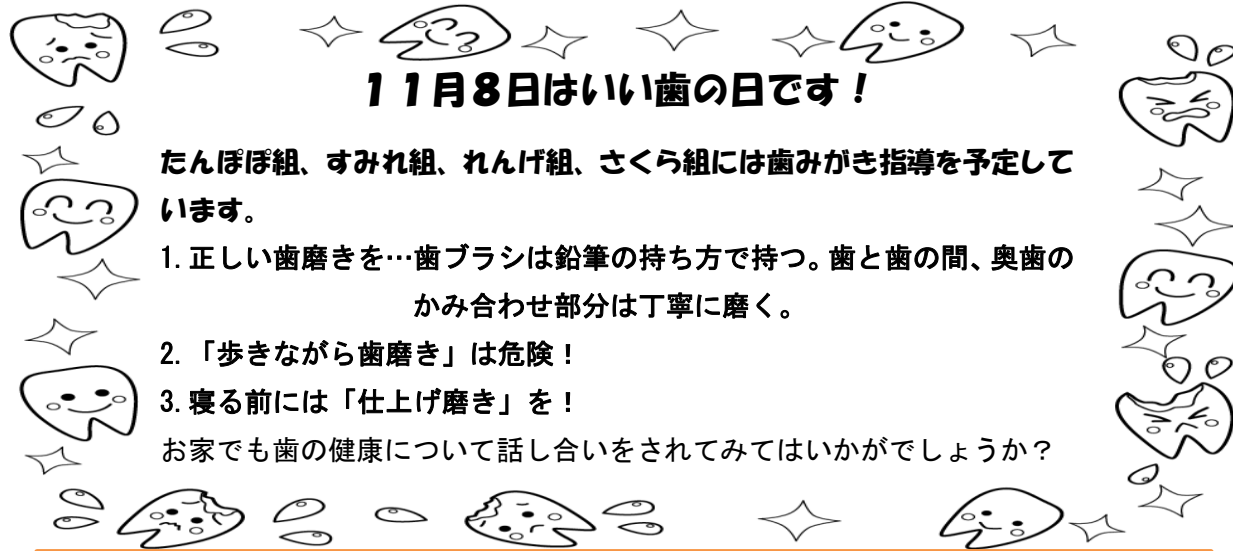 １１月８日はいい歯の日です！
たんぽぽ組、すみれ組、れんげ組、さくら組には歯みがき指導を予定して
います。
1.正しい歯磨きを…歯ブラシは鉛筆の持ち方で持つ。歯と歯の間、奥歯の
かみ合わせ部分は丁寧に磨く。
2.「歩きながら歯磨き」は危険！
3.寝る前には「仕上げ磨き」を！
お家でも歯の健康について話し合いをされてみてはいかがでしょうか？